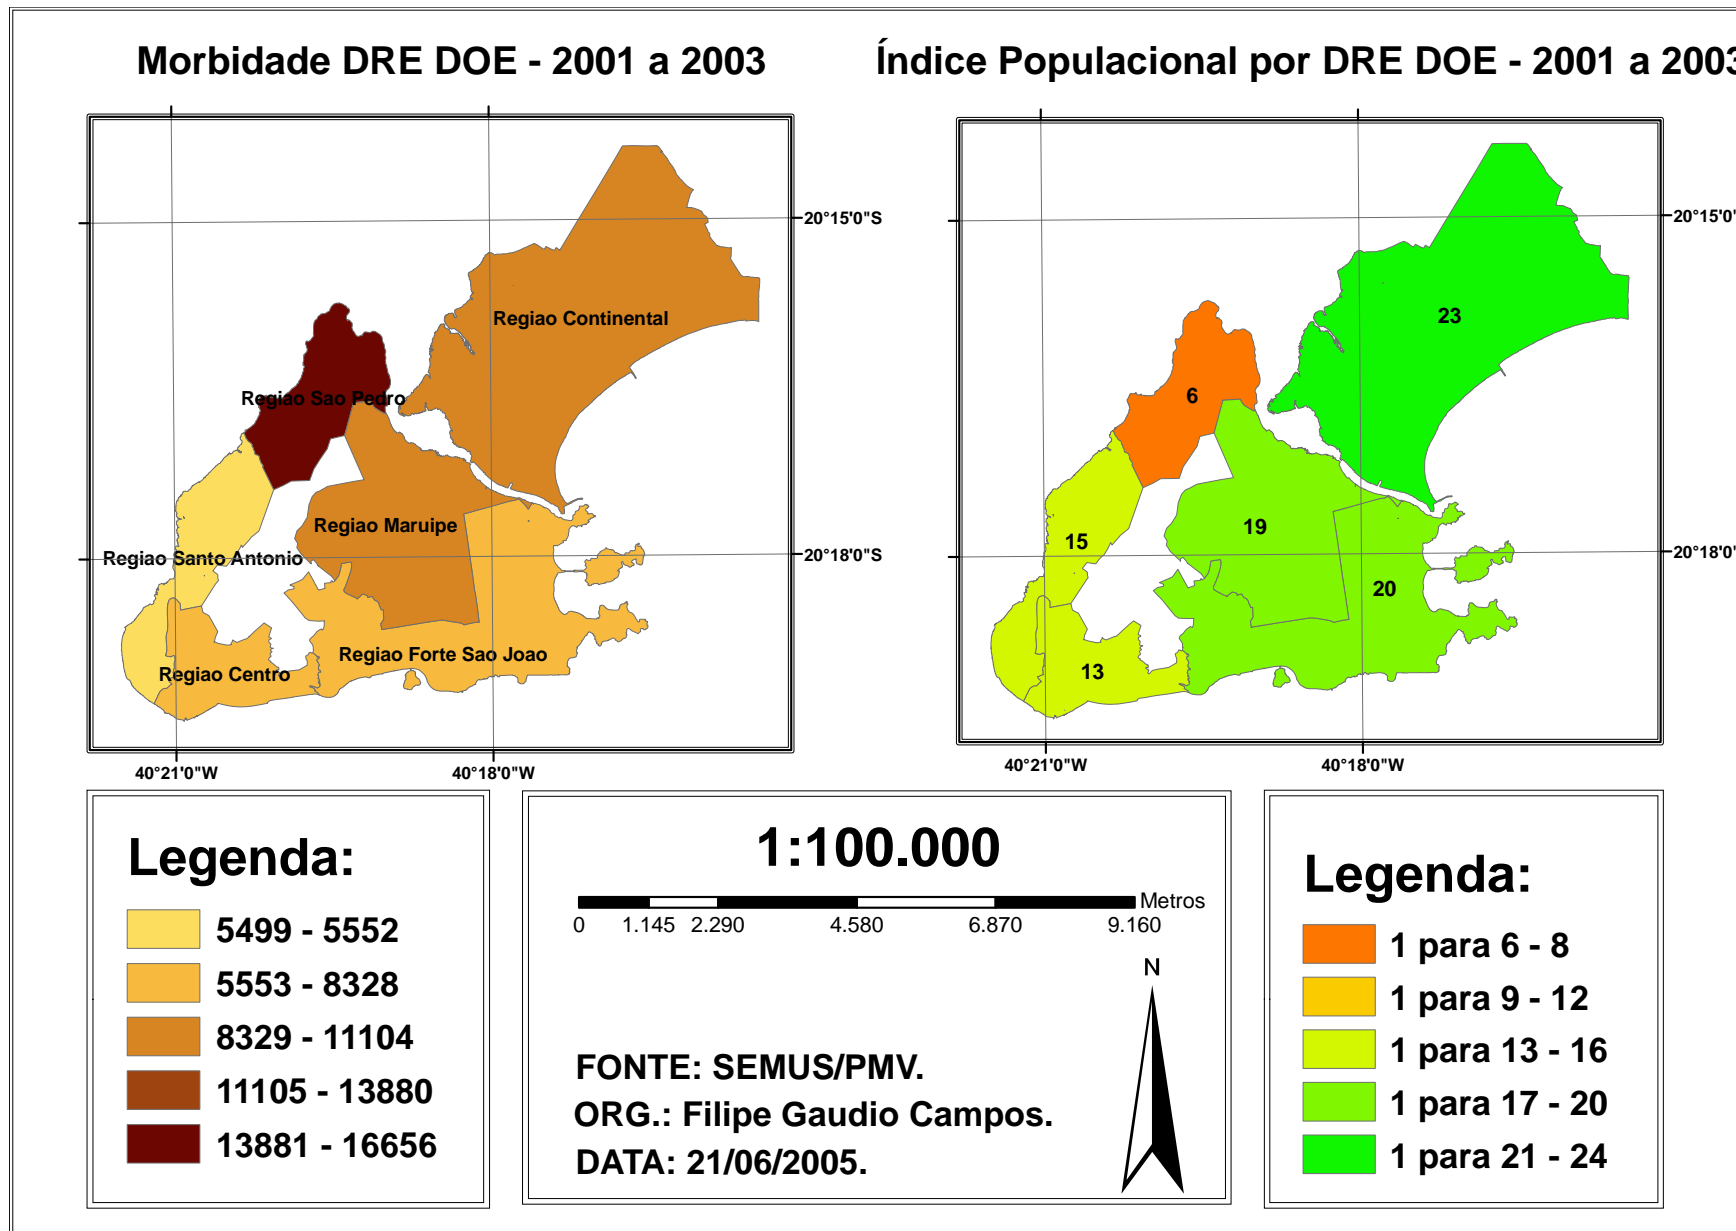 Morbidade DRE DOE - 2001 a 2003
Índice Populacional por DRE DOE - 2001 a 2003
20°15'0"S
Regiao Continental
Regiao Sao Pedro
Regiao Maruipe
20°18'0"S
Regiao Santo Antonio
Regiao Forte Sao Joao
Regiao Centro
40°21'0"W
40°18'0"W
20°15'0"
23
6
19
15
20°18'0"
20
13
40°21'0"W
40°18'0"W
Legenda:
5499 - 5552
5553 - 8328
8329 - 11104
11105 - 13880
13881 - 16656
1:100.000
Metros
0 1.145 2.290 4.580 6.870 9.160
N
FONTE: SEMUS/PMV.
ORG.: Filipe Gaudio Campos.
DATA: 21/06/2005.
Legenda:
1 para 6 - 8
1 para 9 - 12
1 para 13 - 16
1 para 17 - 20
1 para 21 - 24